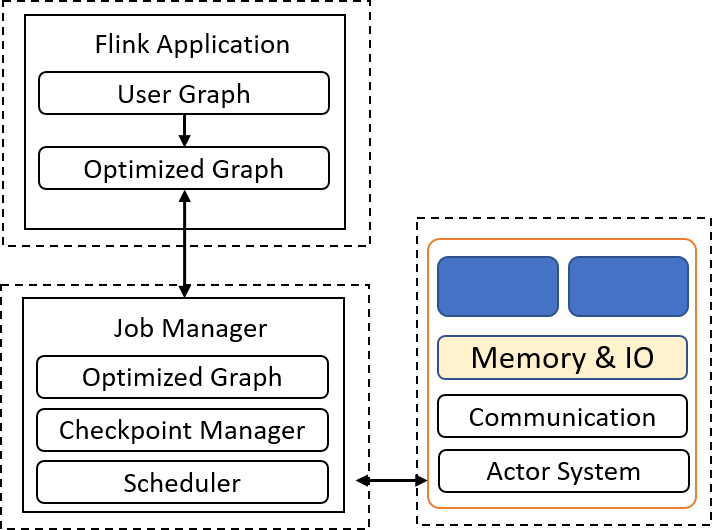 Flink Application
User Graph
Optimized Graph
Job Manager
Optimized Graph
Checkpoint Manager
Scheduler
Memory & IO
Communication
Actor System